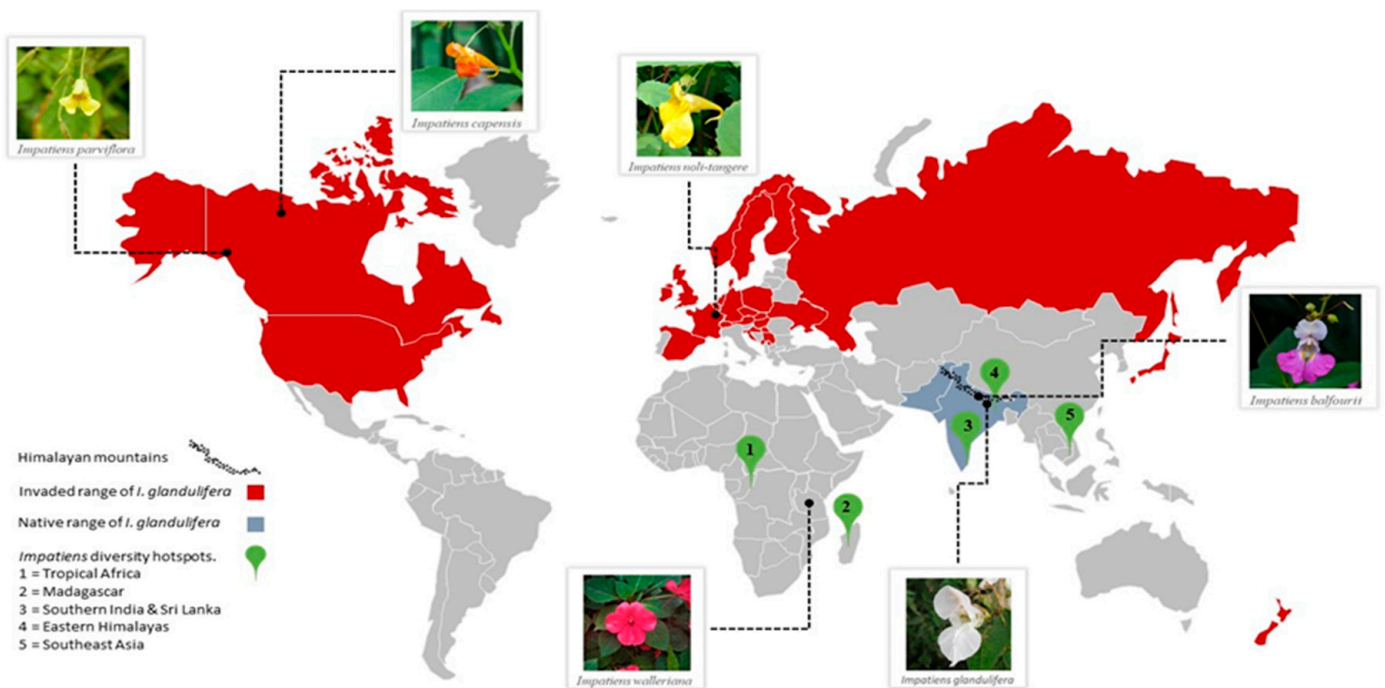 Impatiens parviflora
Impatiens capensis
Impatiens noli-tangere
Impatiens balfourii
4
3
5
1
2
Himalayan mountains
Invaded range of I. glandulifera
Native range of I. glandulifera
Impatiens diversity hotspots.
1 = Tropical Africa
2 = Madagascar
3 = Southern India & Sri Lanka
4 = Eastern Himalayas
5 = Southeast Asia
Impatiens walleriana
Impatiens glandulifera